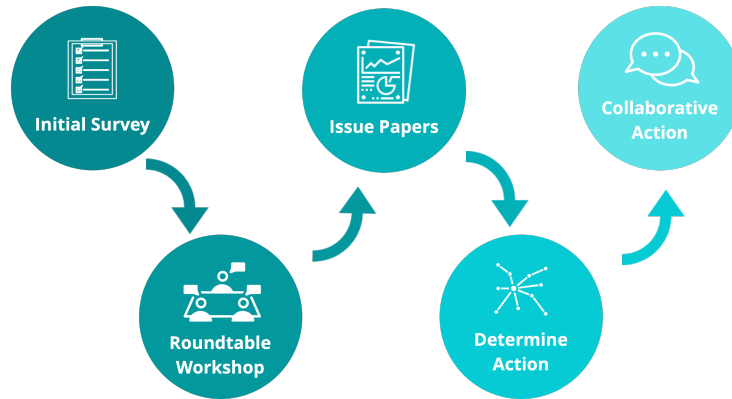 Initial Survey
Roundtable
Workshop
Issue Papers
Determine
Action
Collaborative
Action